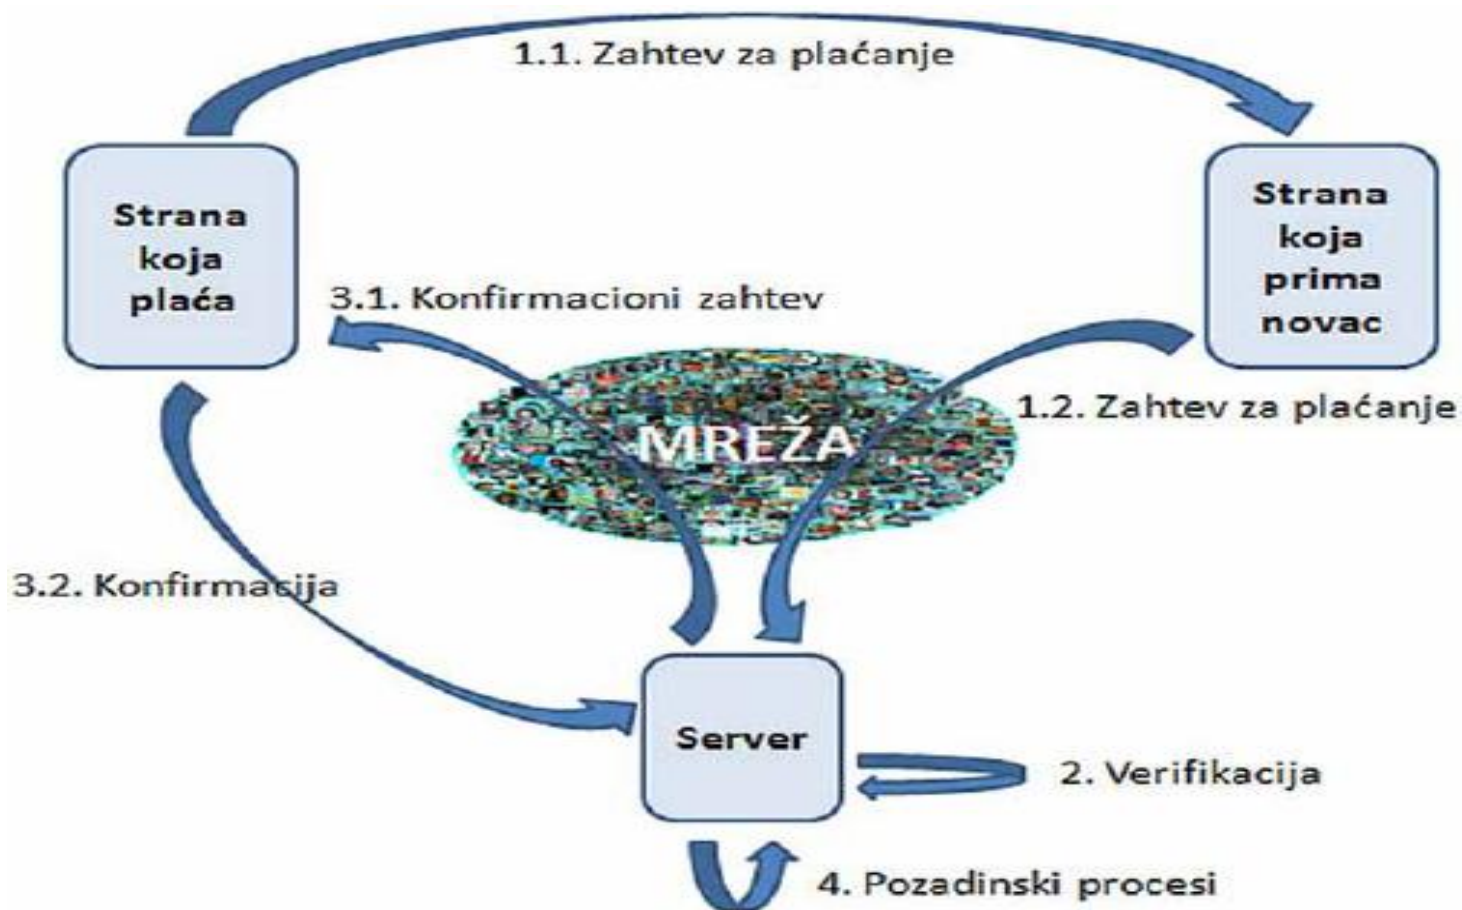 1.1. Zahtev za plaćanje
Strana
koja
plaća
Strana
koja
prima
novac
3.1. Konfirmacioni zahtev
1.2. Zahtev za plaćanje
MREŽA
3.2. Konfirmacija
Server
2. Verifikacija
4. Pozadinski procesi